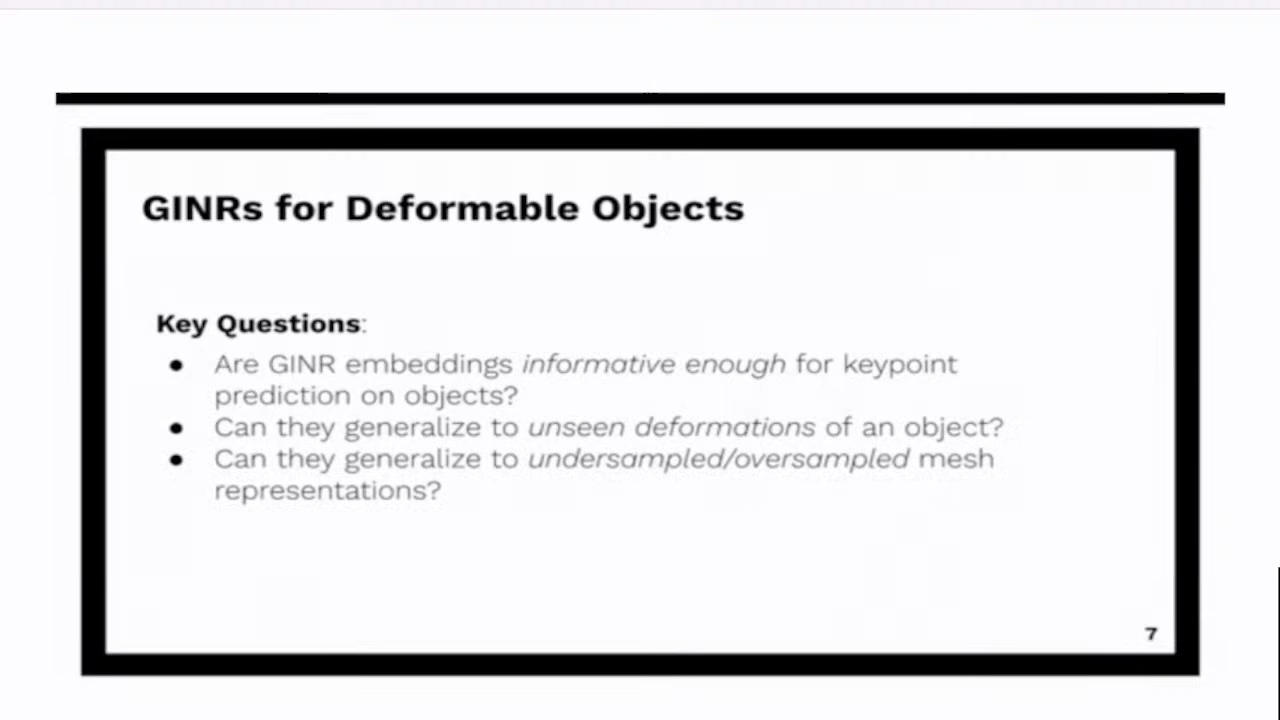 GINRs for Deformable Objects
Key Questions:
● Are GINR embeddings informative enough for keypoint
prediction on objects?
● Can they generalize to unseen deformations of an object?
● Can they generalize to undersampled/oversampled mesh
representations?
7